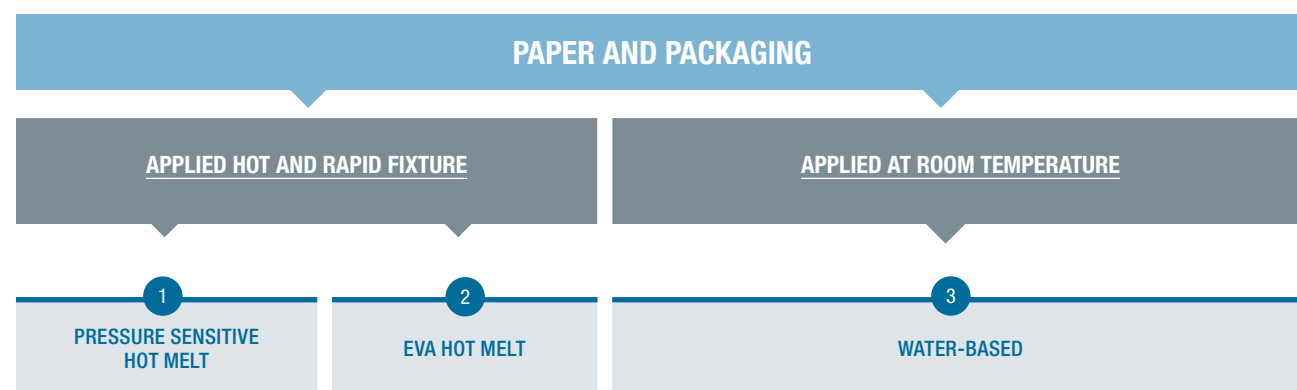 PAPER AND PACKAGING
APPLIED HOT AND RAPID FIXTURE
APPLIED AT ROOM TEMPERATURE
1
PRESSURE SENSITIVE
HOT MELT
2
EVA HOT MELT
3
WATER-BASED